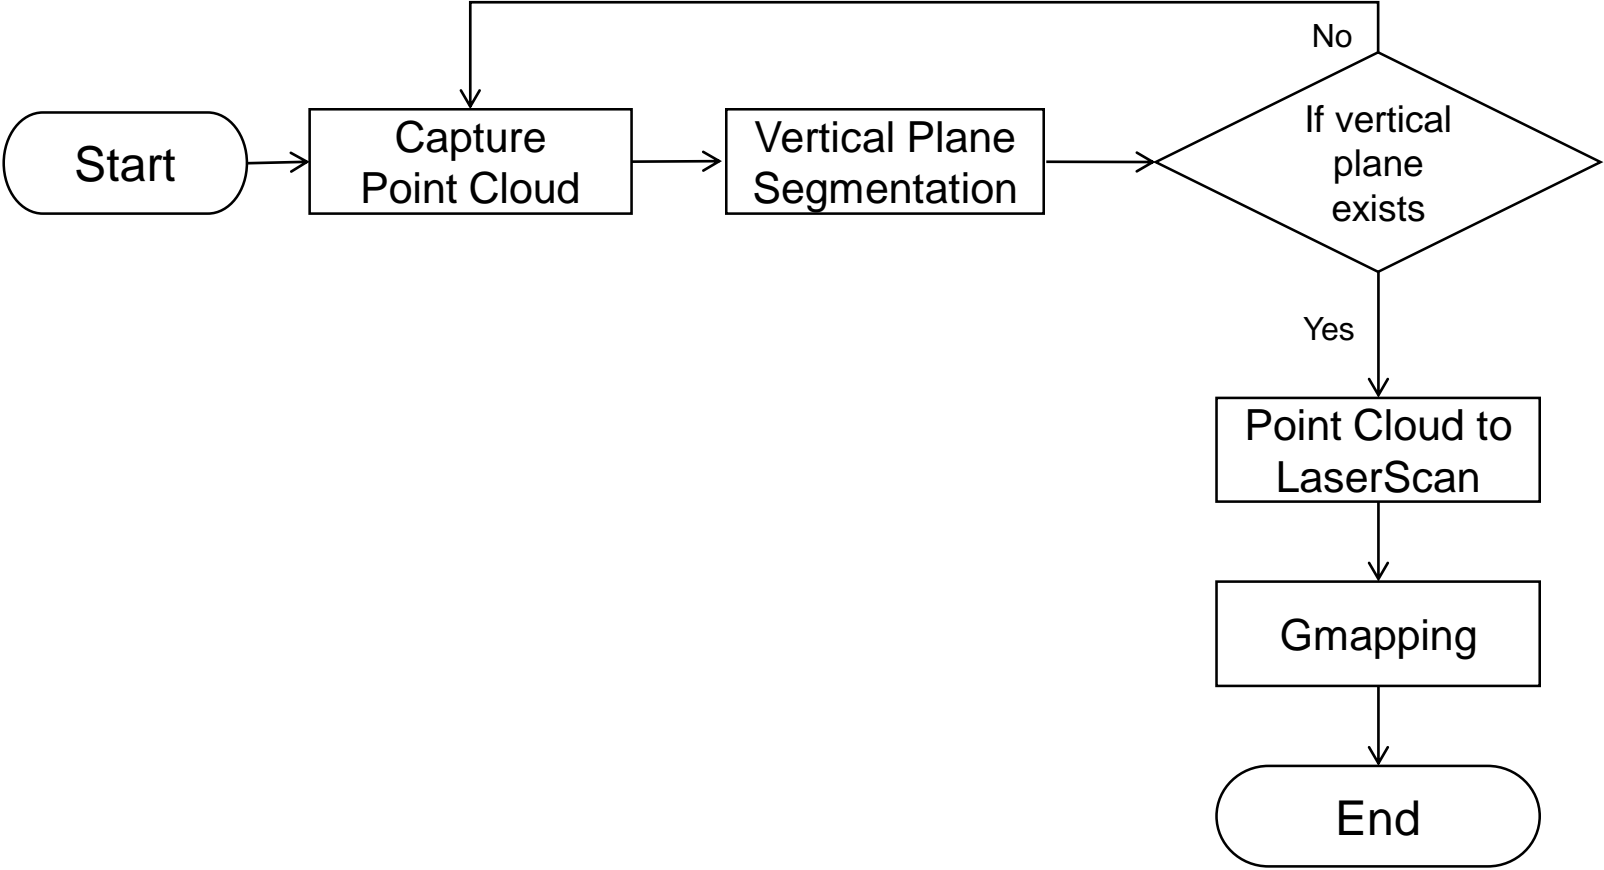 Start
Capture
Point Cloud
Vertical Plane
Segmentation
No
If vertical
plane
exists
Yes
Point Cloud to
LaserScan
Gmapping
End